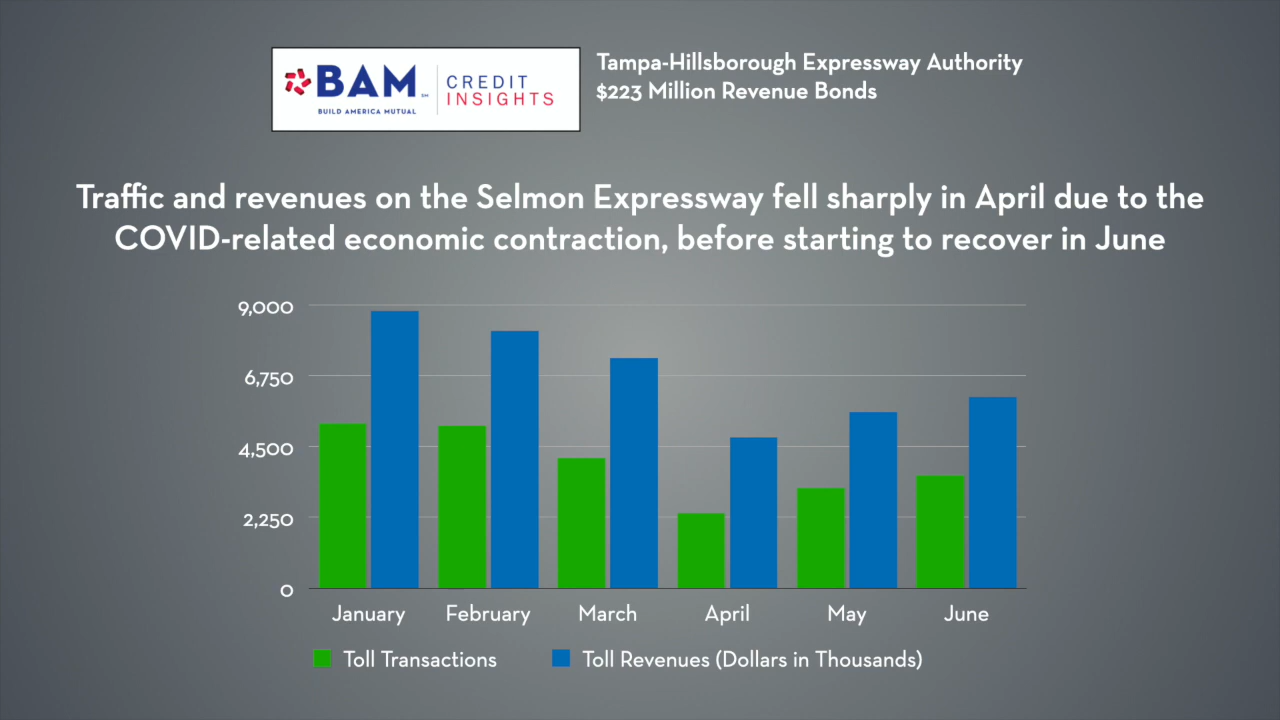 BAM SM
BUILD AMERICA MUTUAL
CREDIT
INSIGHTS
Tampa-Hillsborough Expressway Authority
$223 Million Revenue Bonds
Traffic and revenues on the Selmon Expressway fell sharply in April due to the
COVID-related economic contraction, before starting to recover in June
9,000
6,750
4,500
2,250
0
January February March April May June
Toll Transactions Toll Revenues (Dollars in Thousands)